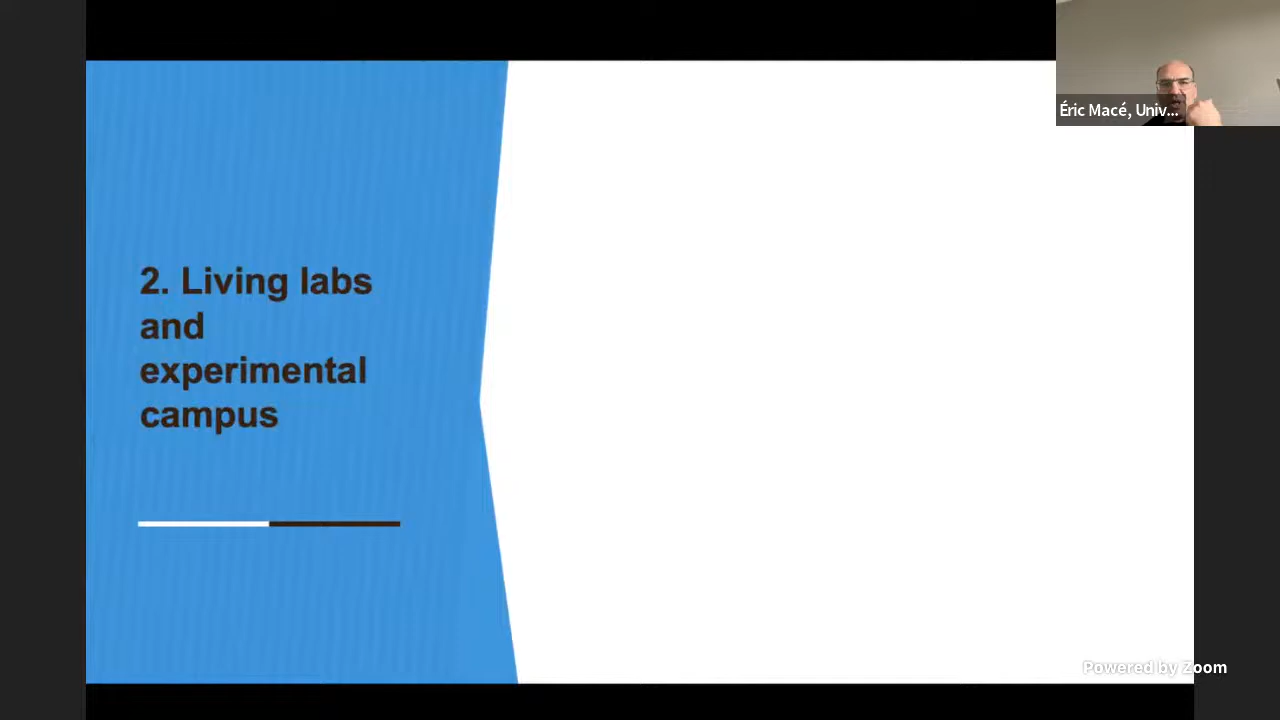 Éric Macé, Univ...
2. Living labs
and
experimental
campus
Powered by Zoom